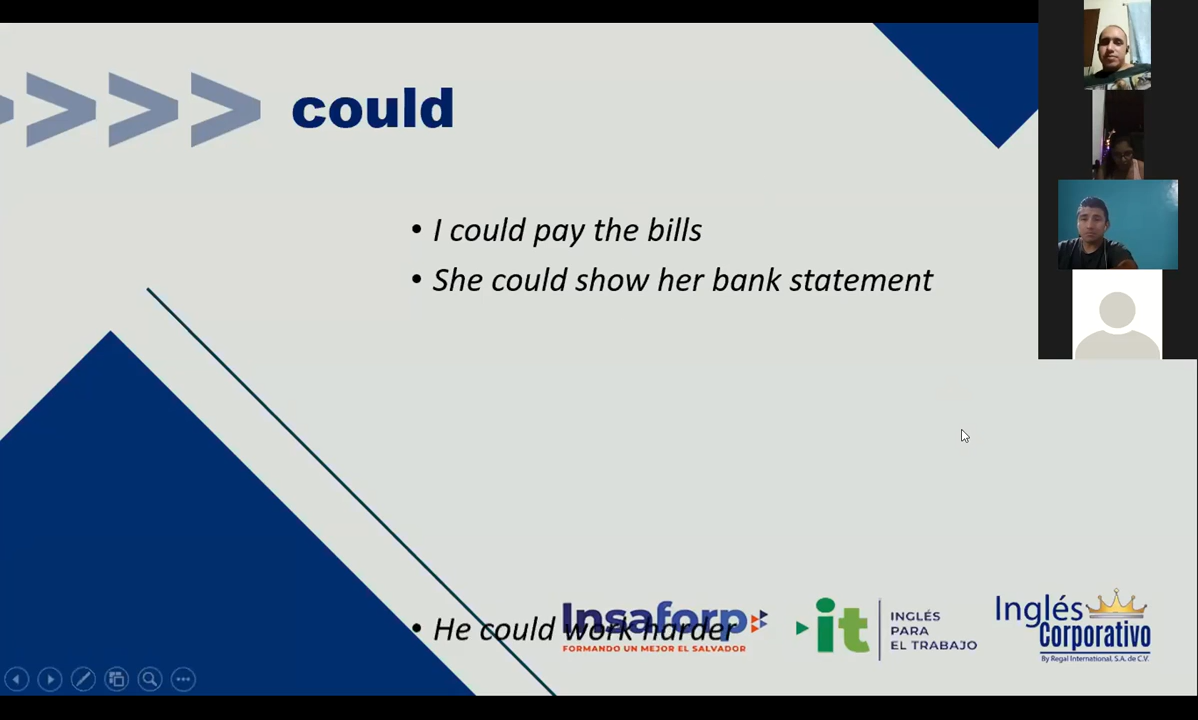 could
• I could pay the bills
• She could show her bank statement
• He could work harder
Insaforp
FORMANDO UN MEJOR EL SALVADOR
it
INGLÉS
PARA
EL TRABAJO
Inglés
Corporativo
By Regal International, S.A. de C.V.